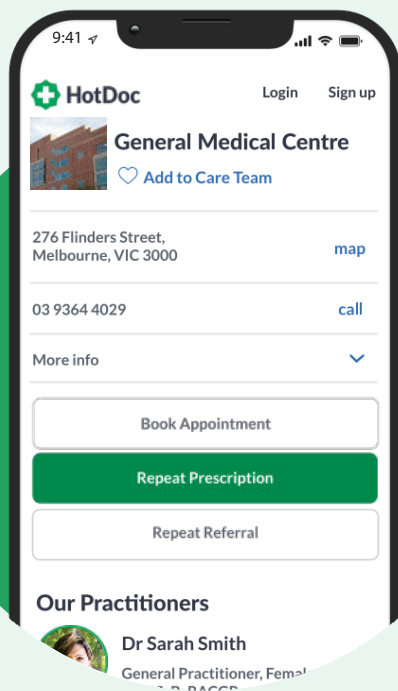 9:41
HotDoc
Login Sign up
General Medical Centre
Add to Care Team
276 Flinders Street,
Melbourne, VIC 3000
map
03 9364 4029
call
More info
Book Appointment
Repeat Prescription
Repeat Referral
Our Practitioners
Dr Sarah Smith
General Practitioner,